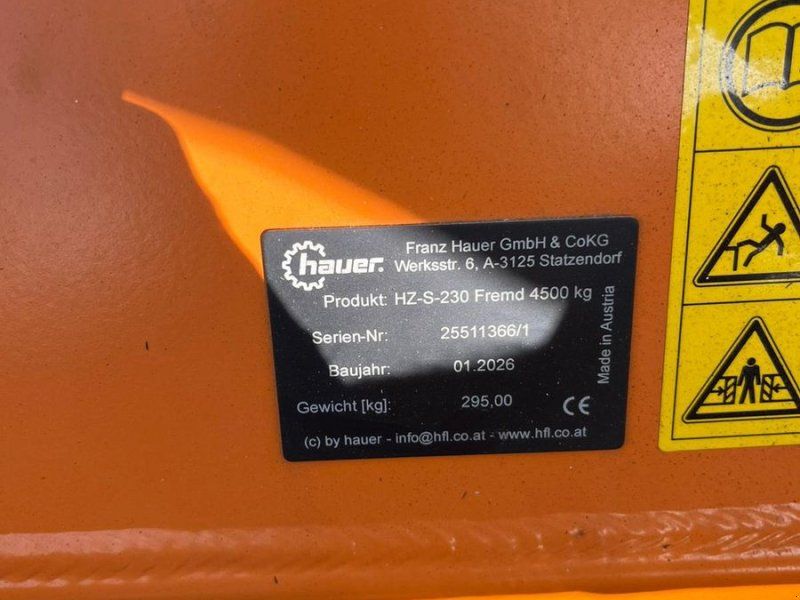 hauer.
Franz Hauer GmbH & CoKG
Werksstr. 6, A-3125 Statzendorf
Produkt: HZ-S-230 Fremd 4500 kg
Serien-Nr: 25511366/1
Baujahr: 01.2026
Gewicht [kg]: 295,00
CE
Made in Austria
(c) by hauer - info@hfl.co.at - www.hfl.co.at